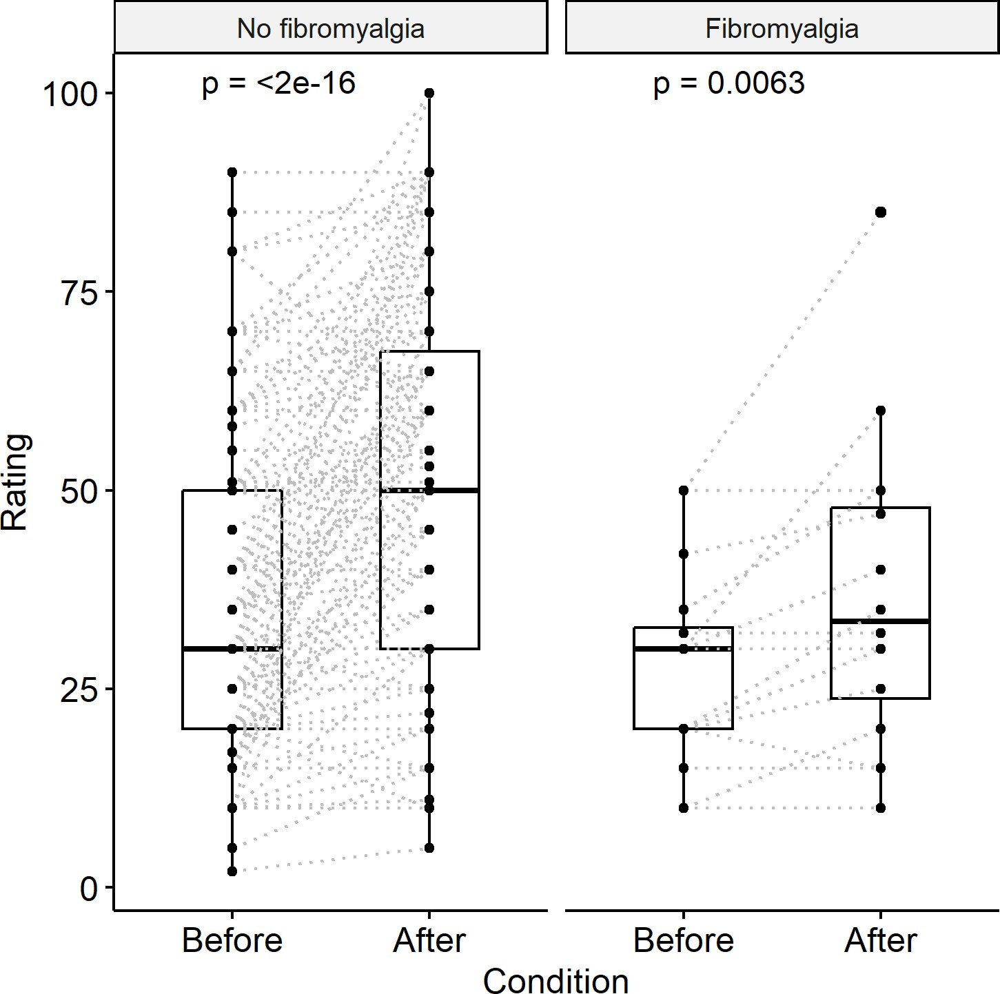 No fibromyalgia
Fibromyalgia
p = <2e-16
p = 0.0063
100
75
50
25
0
Rating
Before
After
Before
After
Condition